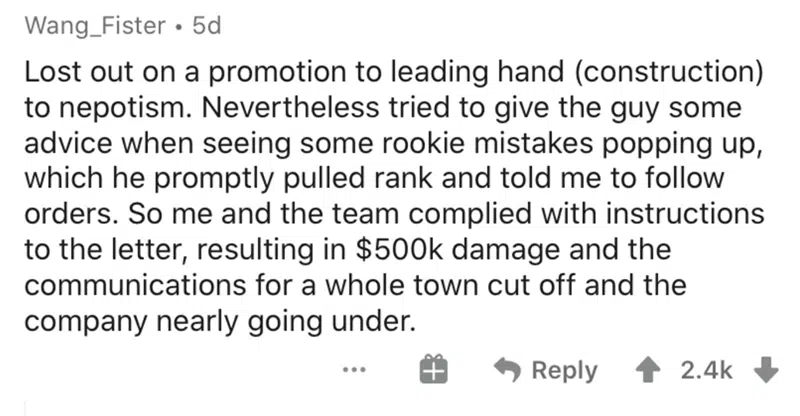 Wang_Fister • 5d
Lost out on a promotion to leading hand (construction)
to nepotism. Nevertheless tried to give the guy some
advice when seeing some rookie mistakes popping up,
which he promptly pulled rank and told me to follow
orders. So me and the team complied with instructions
to the letter, resulting in $500k damage and the
communications for a whole town cut off and the
company nearly going under.
... Reply 2.4k